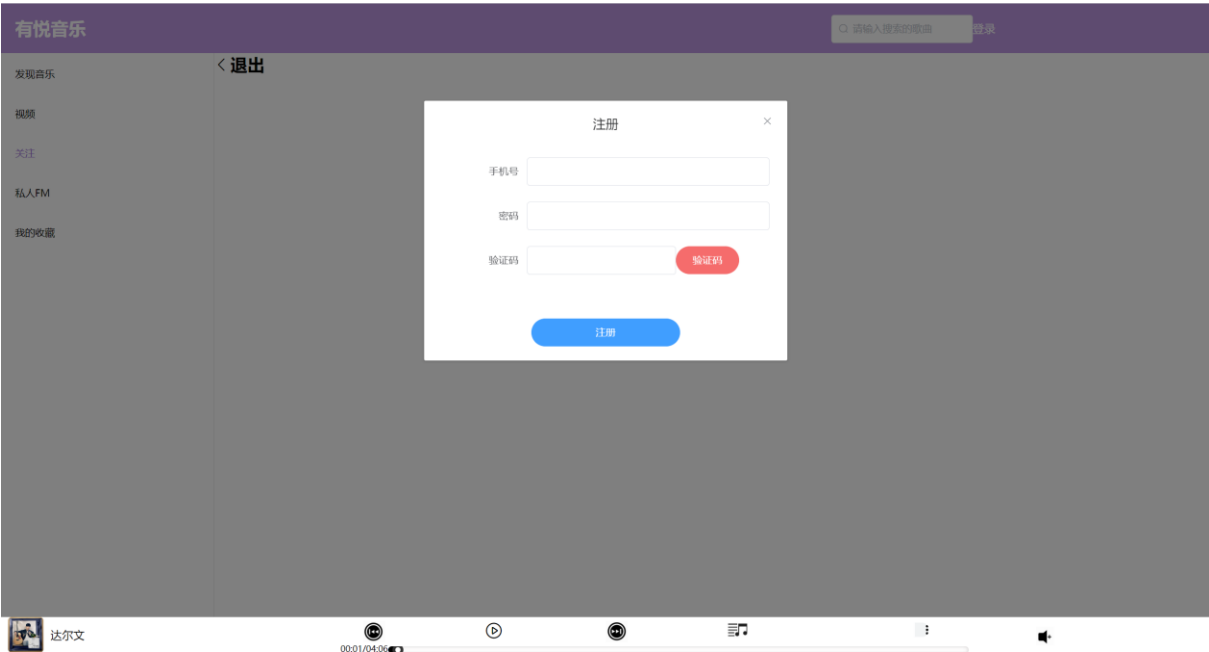 有悦音乐
请输入搜索的歌曲
登录
发现音乐
视频
关注
私人FM
我的收藏
退出
注册
手机号
密码
验证码
验证码
注册
达尔文
00:01/04:06